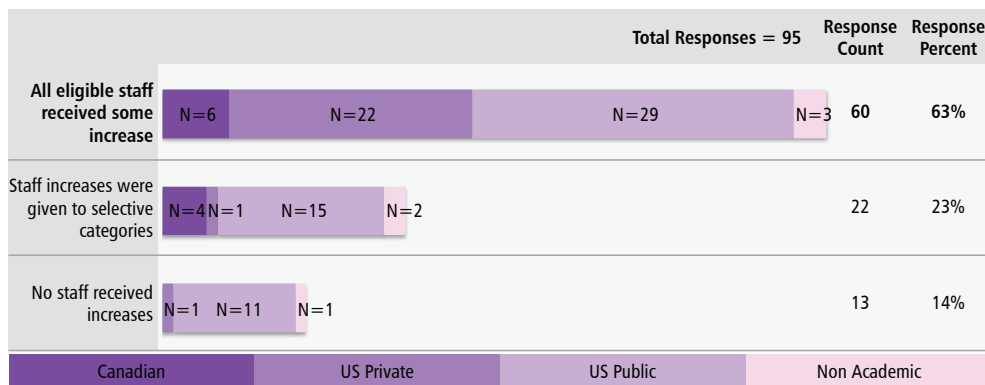 Total Responses = 95
Response Count
Response Percent
All eligible staff
received some
increase
N=6 N=22 N=29 N=3 60 63%
Staff increases were
given to selective
categories
N=4 N=1 N=15 N=2 22 23%
No staff received
increases
N=1 N=11 N=1 13 14%
Canadian US Private US Public Non Academic